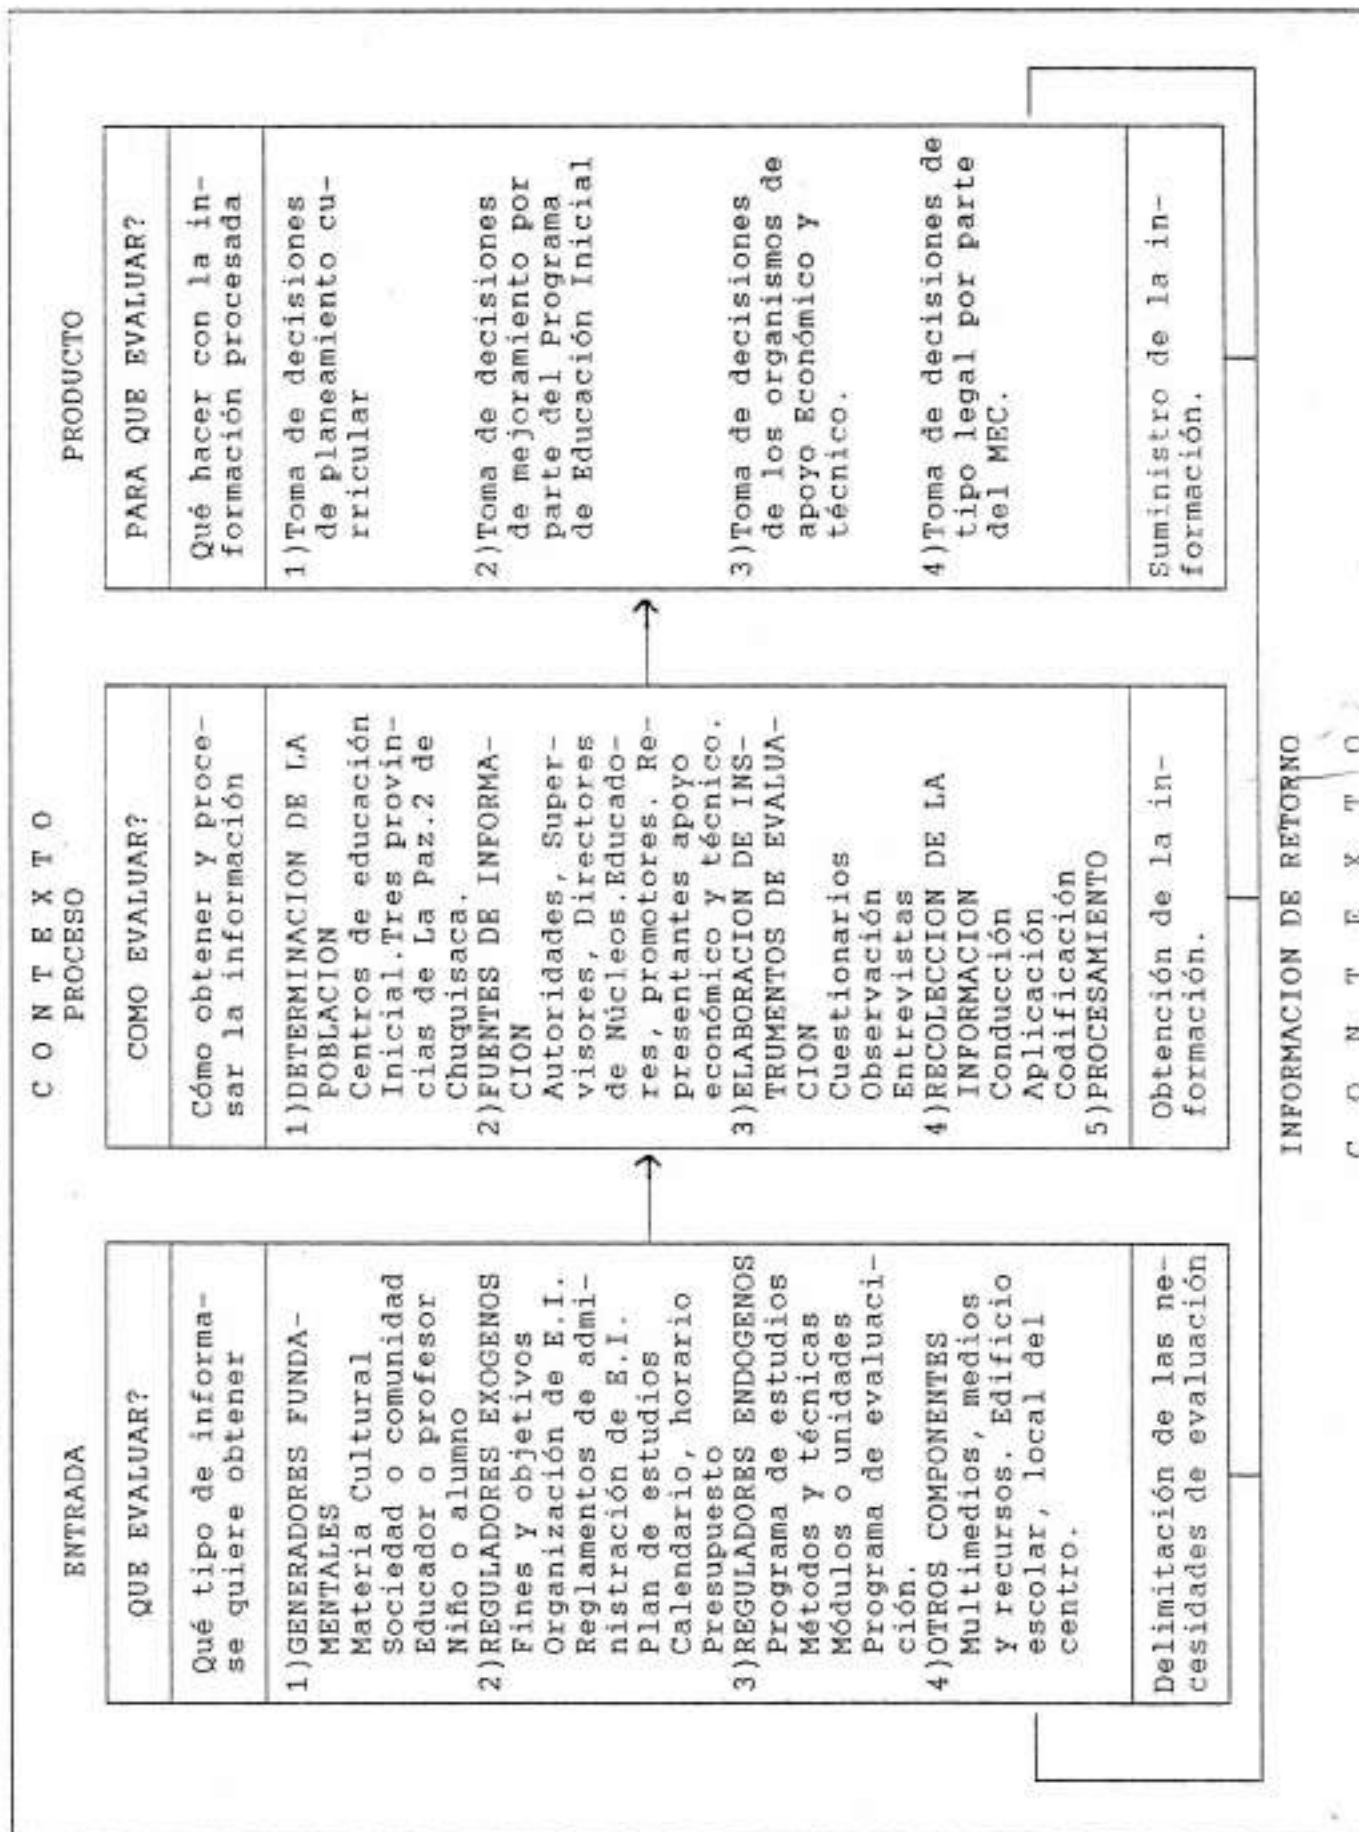 C O N T E X T O
ENTRADA
QUE EVALUAR?
Qué tipo de informa-
se quiere obtener
1)GENERADORES FUNDA-
MENTALES
Materia Cultural
Sociedad o comunidad
Educador o profesor
Niño o alumno
2)REGULADORES EXOGENOS
Fines y objetivos
Organización de E.I.
Reglamentos de admi-
nistración de E.I.
Plan de estudios
Calendario, horario
Presupuesto
3)REGULADORES ENDOGENOS
Programa de estudios
Métodos y técnicas
Módulos o unidades
Programa de evaluaci-
ción.
4)OTROS COMPONENTES
Multimedios, medios
y recursos. Edificio
escolar, local del
centro.
Delimitación de las ne-
cesidades de evaluación
PROCESO
COMO EVALUAR?
Cómo obtener y proce-
sar la información
1)DETERMINACION DE LA
POBLACION
Centros de educación
Inicial.Tres provin-
cias de La Paz.2 de
Chuquisaca.
2)FUENTES DE INFORMA-
CION
Autoridades, Super-
visores, Directores
de Núcleos.Educado-
res, promotores. Re-
presentantes apoyo
económico y técnico.
3)ELABORACION DE INS-
TRUMENTOS DE EVALUA-
CION
Cuestionarios
Observación
Entrevistas
4)RECOLECCION DE LA
INFORMACION
Conducción
Aplicación
Codificación
5)PROCESAMIENTO
Obtención de la in-
formación.
PRODUCTO
PARA QUE EVALUAR?
Qué hacer con la in-
formación procesada
1)Toma de decisiones
de planeamiento cu-
rricular
2)Toma de decisiones
de mejoramiento por
parte del Programa
de Educación Inicial
3)Toma de decisiones
de los organismos de
apoyo Económico y
técnico.
4)Toma de decisiones de
tipo legal por parte
del MEC.
Suministro de la in-
formación.
INFORMACION DE RETORNO
C O N T E X T O